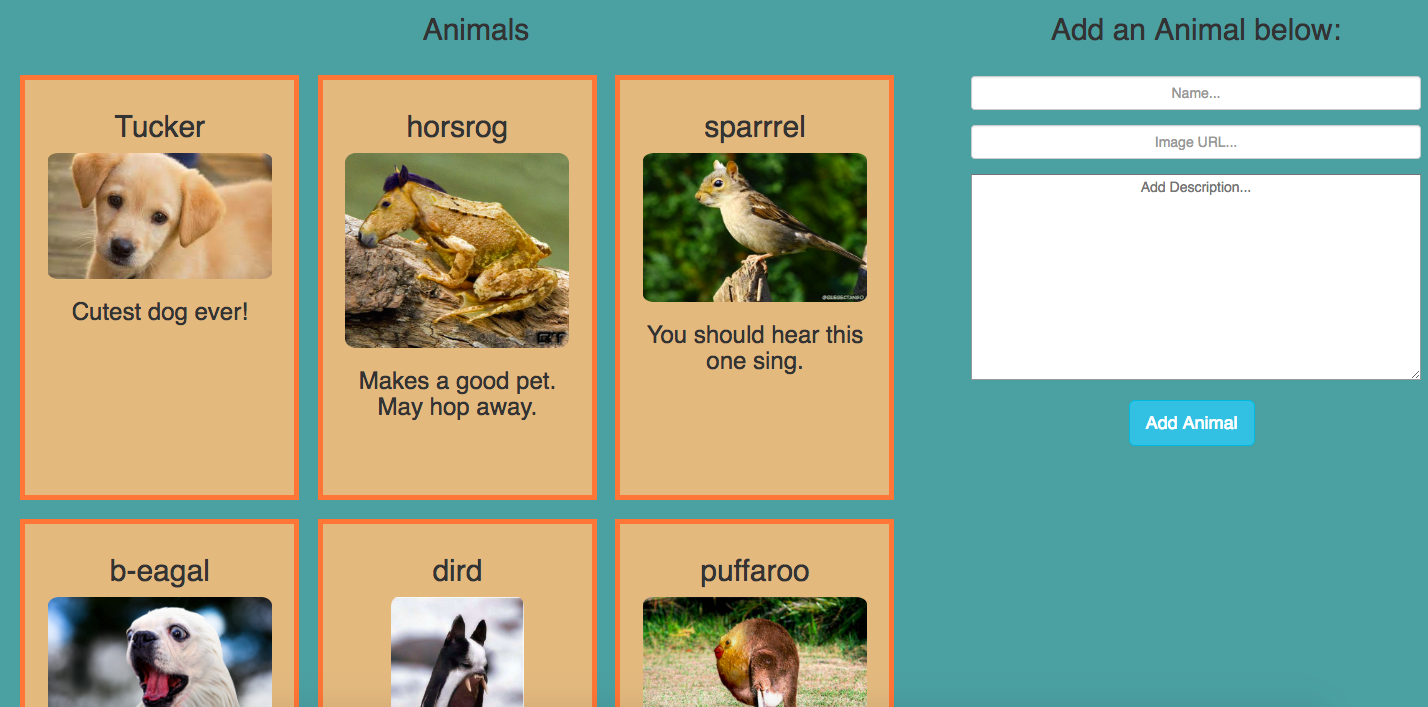 Animals
Add an Animal below:
Tucker
Cutest dog ever!
horsrog
Makes a good pet.
May hop away.
sparrrel
You should hear this
one sing.
b-eagal
dird
puffaroo
Name...
Image URL...
Add Description...
Add Animal